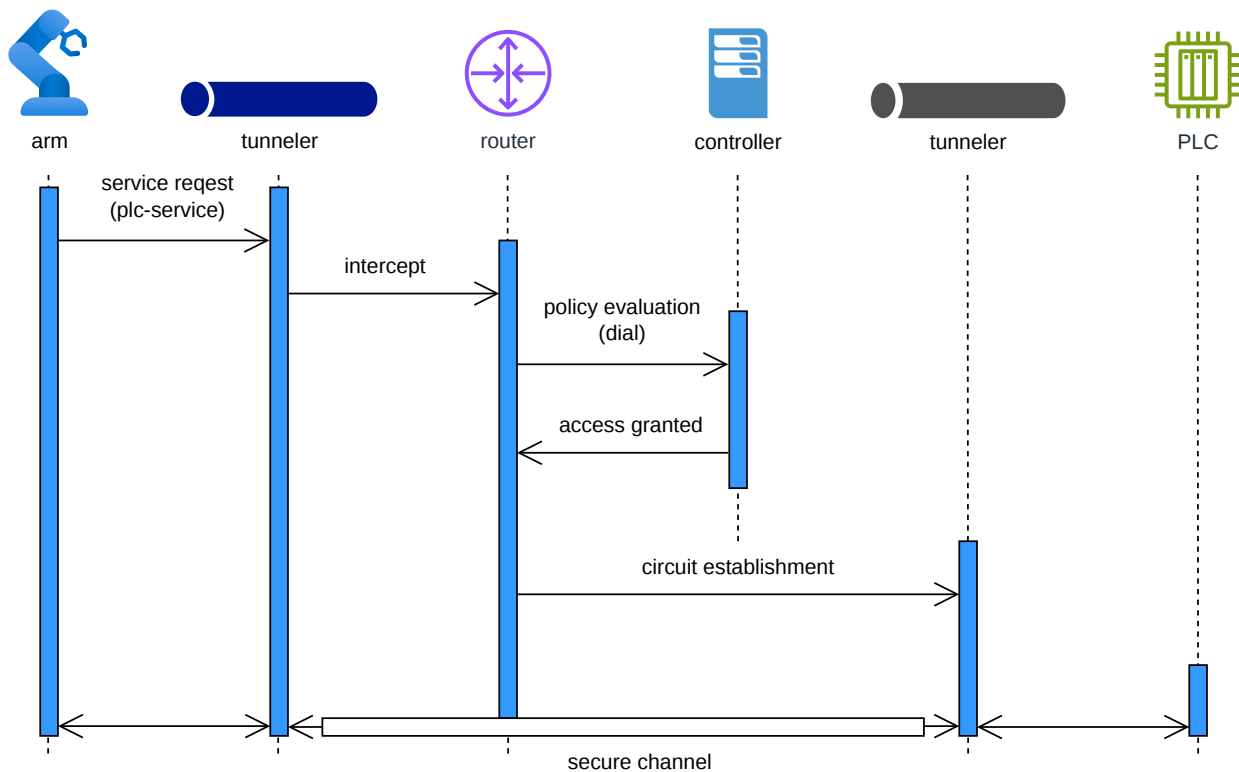 arm
tunneler
router
controller
tunneler
PLC
service reqest
(plc-service)
intercept
policy evaluation
(dial)
access granted
circuit establishment
secure channel